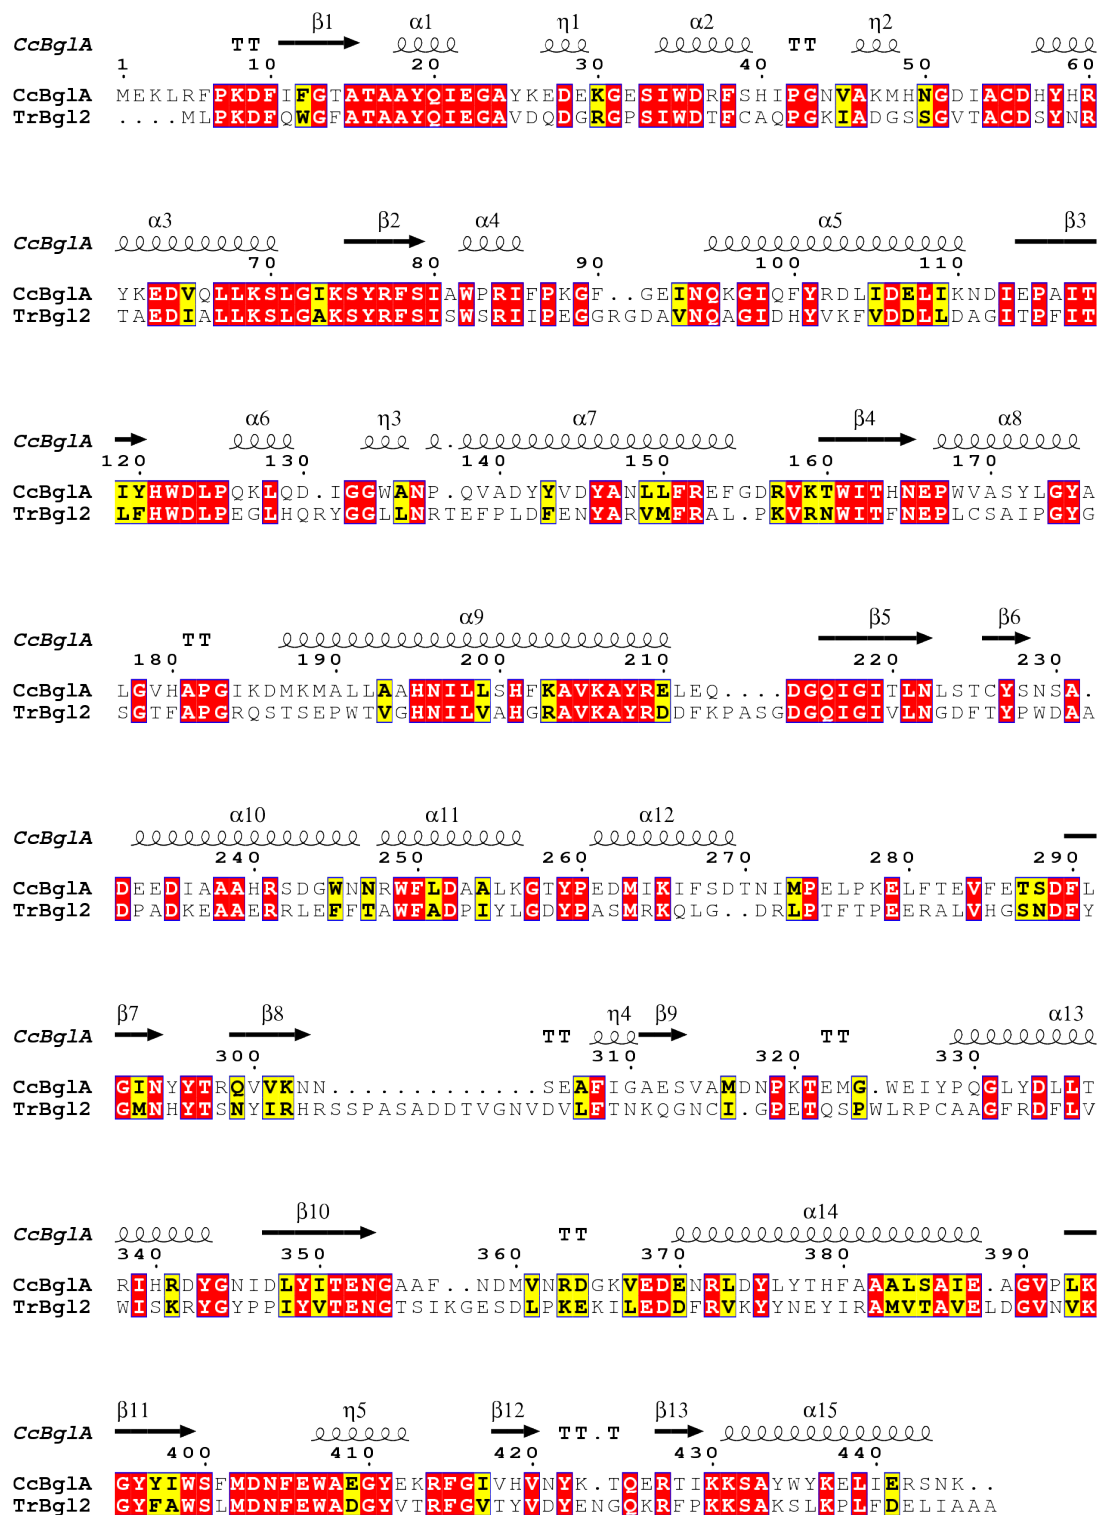 β1 α1 η1 α2 η2
CcBglA TT TT
1 10 20 30 40 50 60
CcBglA MEKLRFPKDFIFGTATAAYQIEGAYKEDEKGESIWDRFSHIPGNVAKMHNGDIACDHYHR
TrBgl2 ....MLPKDFQWGFATAAYQIEGAVDQDGRGPSIWDTFCAQPGKIADGSSGVTACDSYNR
α3 β2 α4 α5 β3
CcBglA
70 80 90 100 110
CcBglA YKEDVQLLKSLGIKSYRFSIAWPRIFPKGF..GEINQKGIQFYRDLIDELIKNDIEPAIT
TrBgl2 TAEDIALLKSLGAKSYRFSISWSRIIPEGGRGDAVNQAGIDHYVKFVDDLLDAGITPFIT
α6 η3 α7 β4 α8
CcBglA .
120 130 140 150 160 170
CcBglA IYHWDLPQKLQD.IGGWANP.QVADYYVDYANLLFREFGDRVKTWITHNEPWVASYLGYA
TrBgl2 LFHWDLPEGLHQRYGGLLNRTEFPLDFENYARVMFRAL.PKVRNWITFNEPLCSAIPGYG
α9 β5 β6
CcBglA TT
180 190 200 210 220 230
CcBglA LGVHAPGIKDMKMALLAAHNILLSHFKAVKAYRELEQ....DGQIGITLNLSTCYSNSA.
TrBgl2 SGTFAPGRQSTSEPWTVGHNILVAHGRAVKAYRDDFKPASGDGQIGIVLNGDFTYPWDAA
α10 α11 α12
CcBglA
240 250 260 270 280 290
CcBglA DEEDIAAAHRSDGWNNRWFLDAALKGTYPEDMIKIFSDTNIMPELPKELFTEVFETSDFL
TrBgl2 DPADKEAAERRLEFFTAWFADPIYLGDYPASMRKQLG..DRLPTFTPEERALVHGSNDFY
β7 β8 η4 β9 α13
CcBglA TT TT
300 310 320 330
CcBglA GINYYTRQVVKNN.............SEAFIGAESVAMDNPKTEMG.WEIYPQGLYDLLT
TrBgl2 GMNHYTSNYIRHRSSPASADDTVGNVDVLFTNKQGNCI.GPETQSPWLRPCAAGFRDFLV
β10 α14
CcBglA TT
340 350 360 370 380 390
CcBglA RIHRDYGNIDLYITENGAAF..NDMVNRDGKVEDENRLDYLYTHFAAALSAIE.AGVPLK
TrBgl2 WISKRYGYPPIYVTENGTSIKGESDLPKEKILEDDFRVKYYNEYIRAMVTAVELDGVNVK
β11 η5 β12 β13 α15
CcBglA TT.T
400 410 420 430 440
CcBglA GYYIWSFMDNFEWAEGYEKRFGIVHVNYK.TQERTIKKSAYWYKELIERSNK..
TrBgl2 GYFAWSLMDNFEWADGYVTRFGVTYVDYENGQKRFPKKSAKSLKPLFDELIAAA